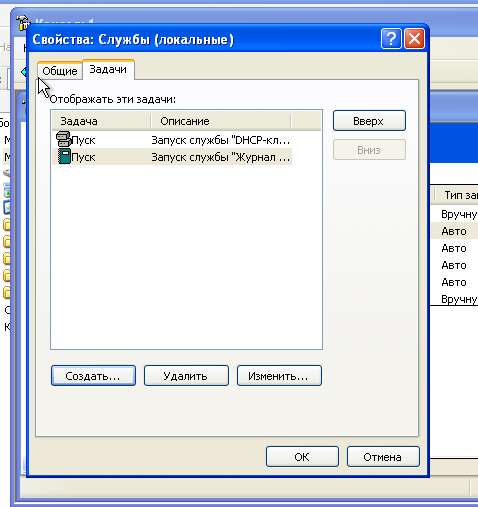 Свойства: Службы (локальные)
Общие
Задачи
Отображать эти задачи:
Задача Описание
Пуск Запуск службы "DHCP-кл...
Пуск Запуск службы "Журнал ...
Вверх
Вниз
Создать...
Удалить
Изменить...
ОК
Отмена
Тип за
Вручну
Авто
Авто
Авто
Авто
Вручну